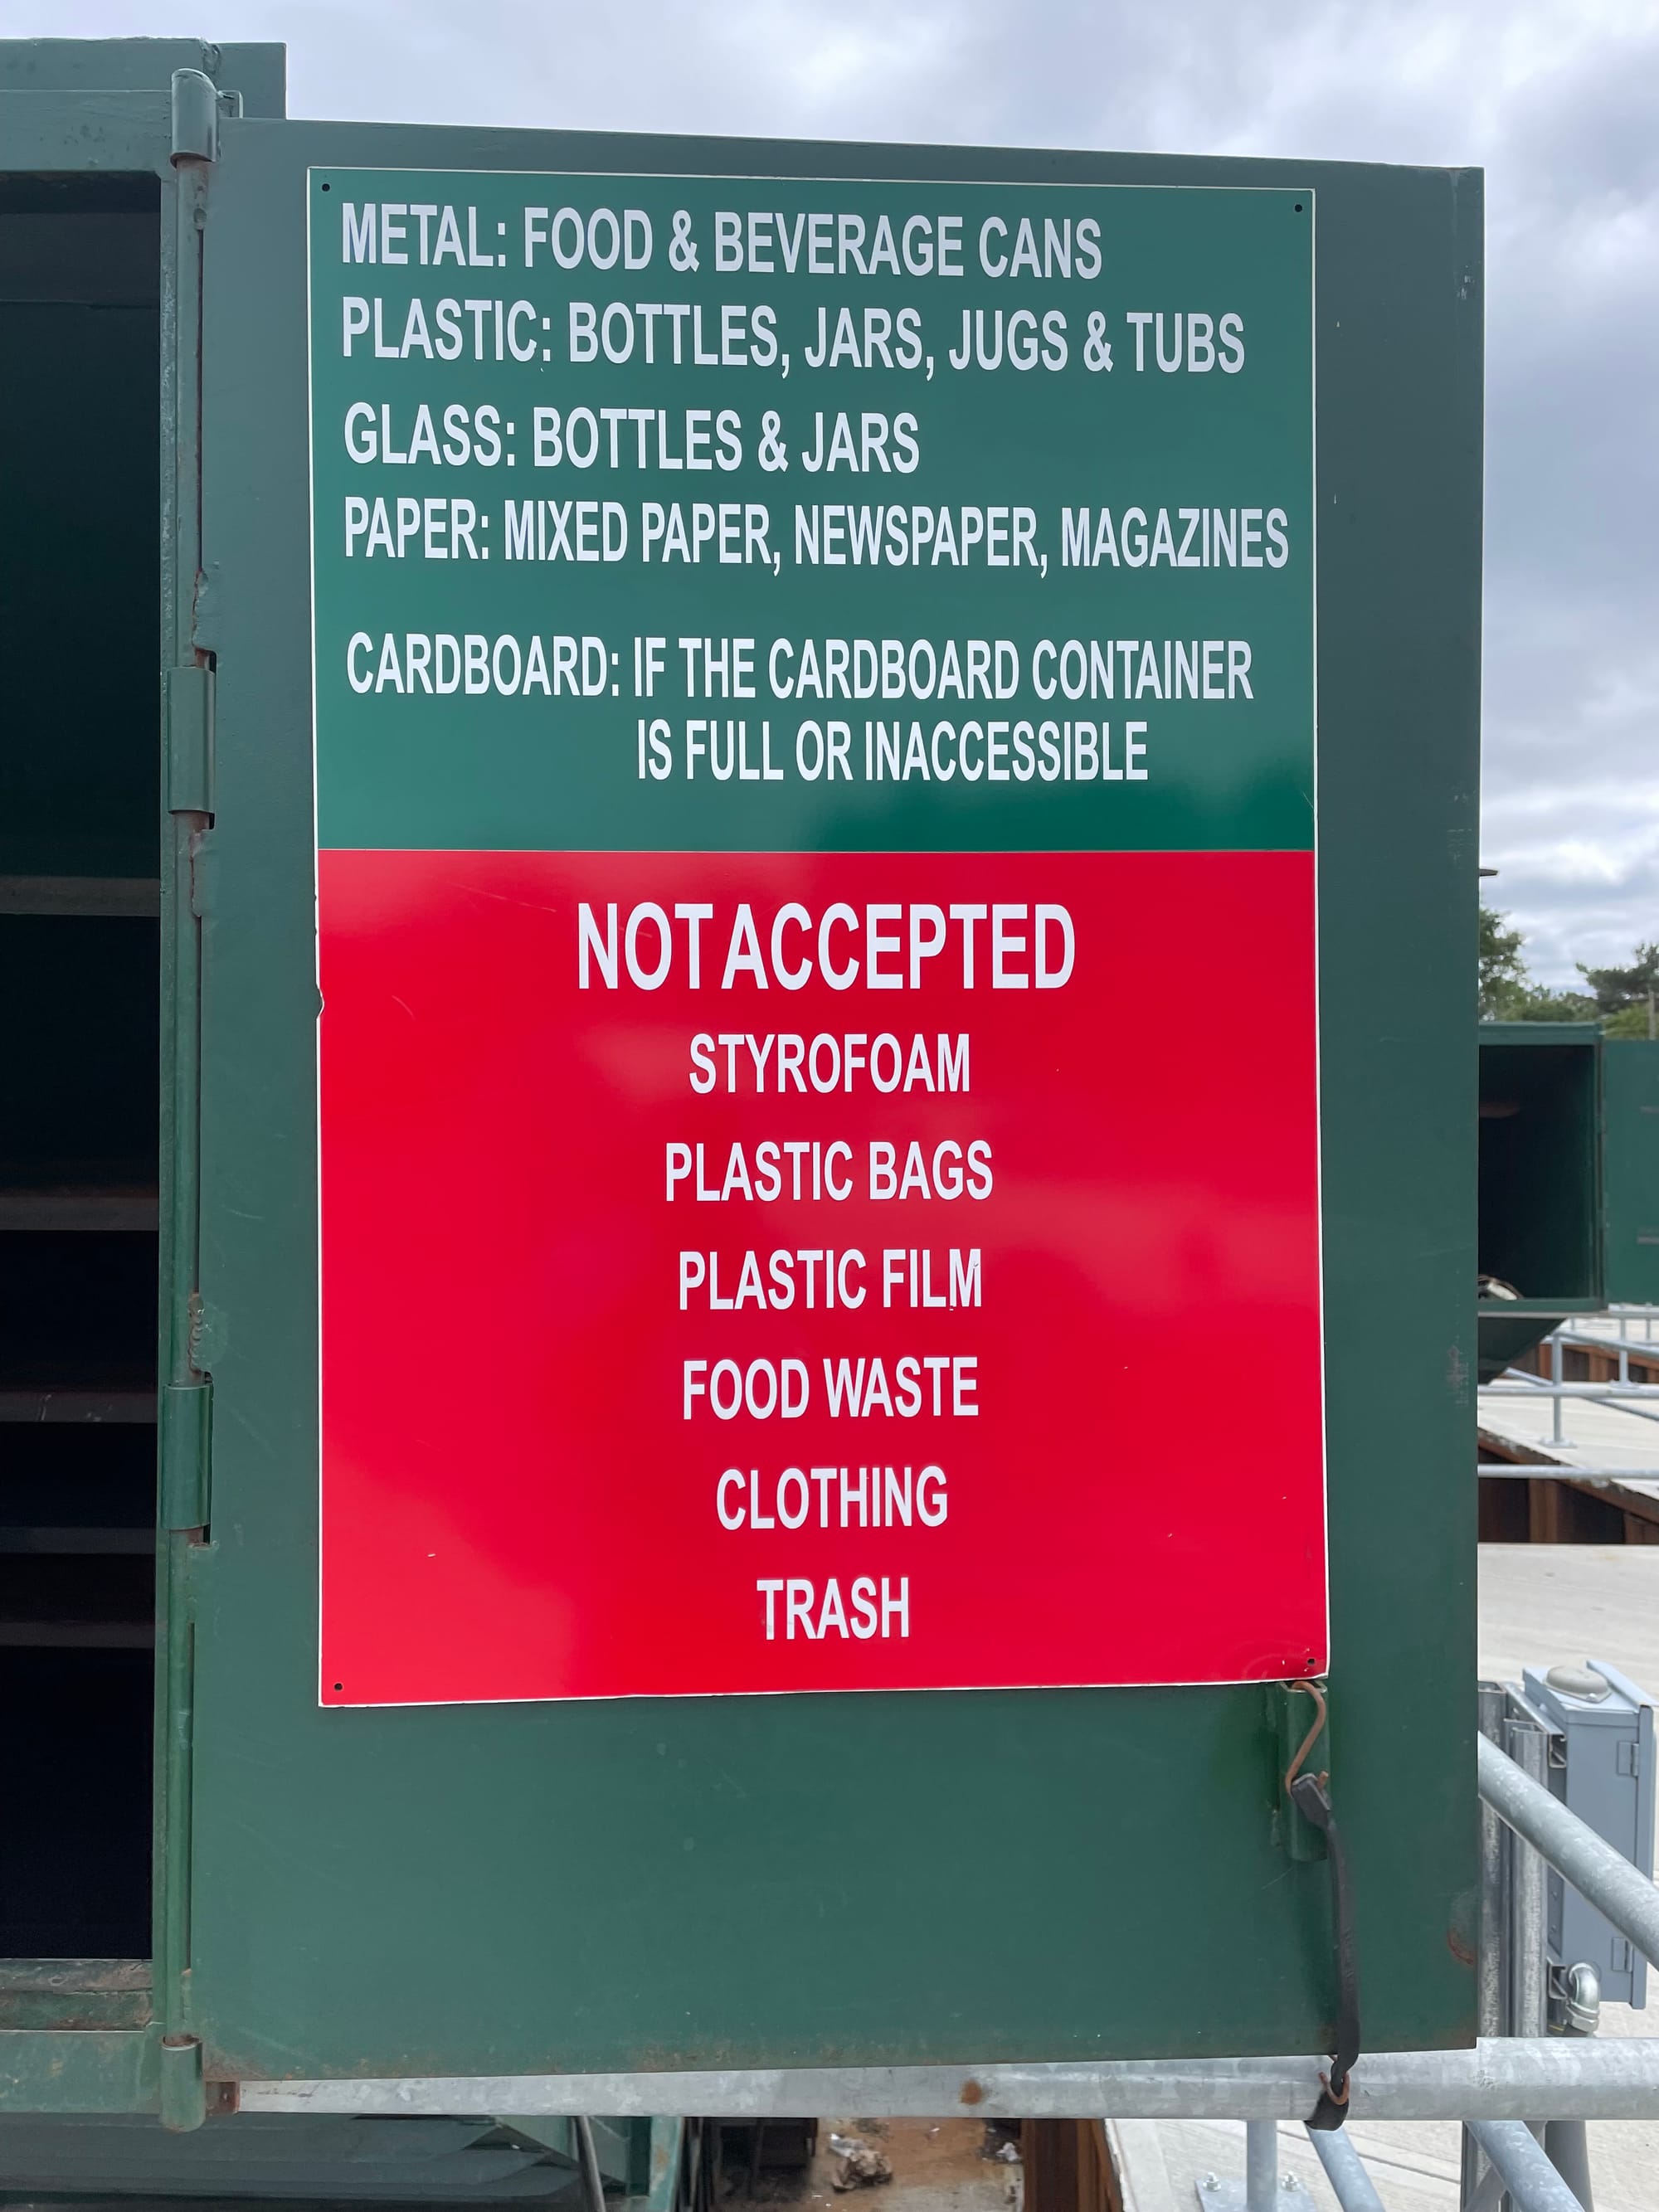 METAL: FOOD & BEVERAGE CANS
PLASTIC: BOTTLES, JARS, JUGS & TUBS
GLASS: BOTTLES & JARS
PAPER: MIXED PAPER, NEWSPAPER, MAGAZINES
CARDBOARD: IF THE CARDBOARD CONTAINER
IS FULL OR INACCESSIBLE
NOT ACCEPTED
STYROFOAM
PLASTIC BAGS
PLASTIC FILM
FOOD WASTE
CLOTHING
TRASH